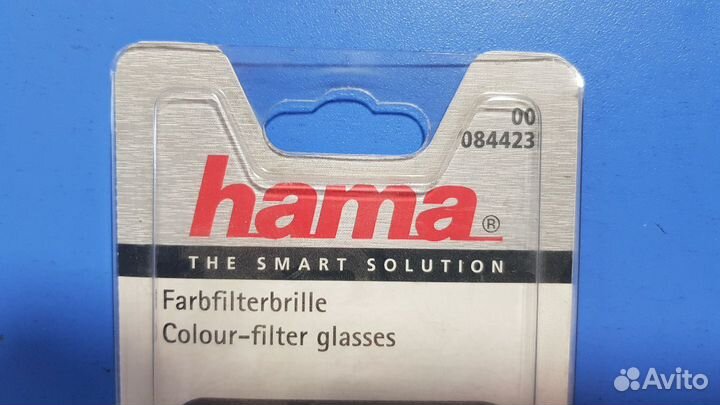 00
084423
hama®
THE SMART SOLUTION
Farbfilterbrille
Colour-filter glasses
Avito